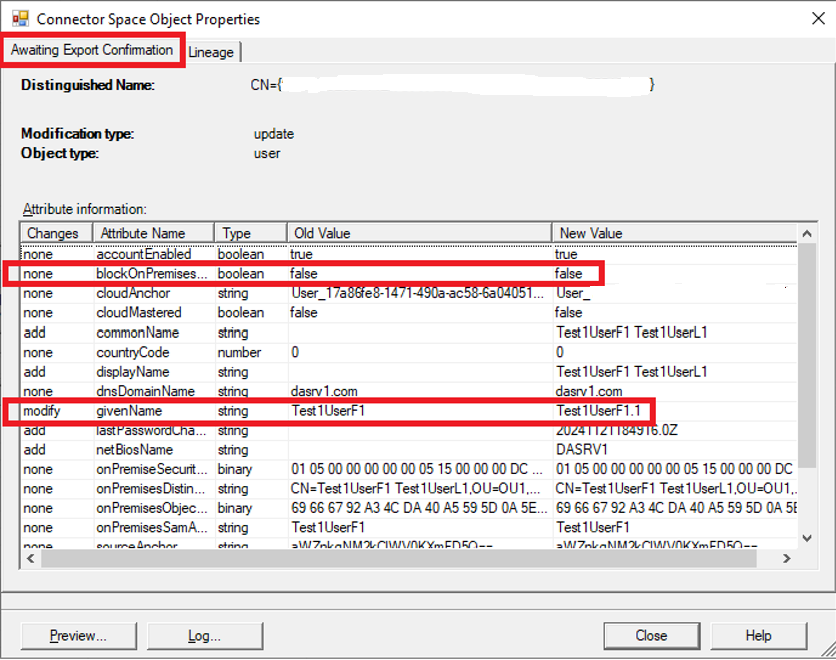 Connector Space Object Properties
Awaiting Export Confirmation Lineage
Distinguished Name: CN={ }
Modification type: update
Object type: user
Attribute information:
Changes Attribute Name Type Old Value New Value
none accountEnabled boolean true true
none blockOnPremises... boolean false false
none cloudAnchor string User_17a86fe8-1471-490a-ac58-6a04051... User_
none cloudMastered boolean false false
add commonName string Test1UserF1 Test1UserL1
none countryCode number 0 0
add displayName string Test1UserF1 Test1UserL1
none dnsDomainName string dasrv1.com dasrv1.com
modify givenName string Test1UserF1 Test1UserF1.1
add lastPasswordCha... string 20241121184916.0Z
add netBiosName string DASRV1
none onPremiseSecurit... binary 01 05 00 00 00 00 00 05 15 00 00 00 DC ... 01 05 00 00 00 00 00 05 15 00 00 00 DC
none onPremisesDistin... string CN=Test1UserF1 Test1UserL1,OU=OU1,... CN=Test1UserF1 Test1UserL1,OU=OU1,
none onPremisesObjec... binary 69 66 67 92 A3 4C DA 40 A5 59 5D 0A 5E... 69 66 67 92 A3 4C DA 40 A5 59 5D 0A 5E
none onPremisesSamA... string Test1UserF1 Test1UserF1
none sourceAnchor string
Preview... Log... Close Help